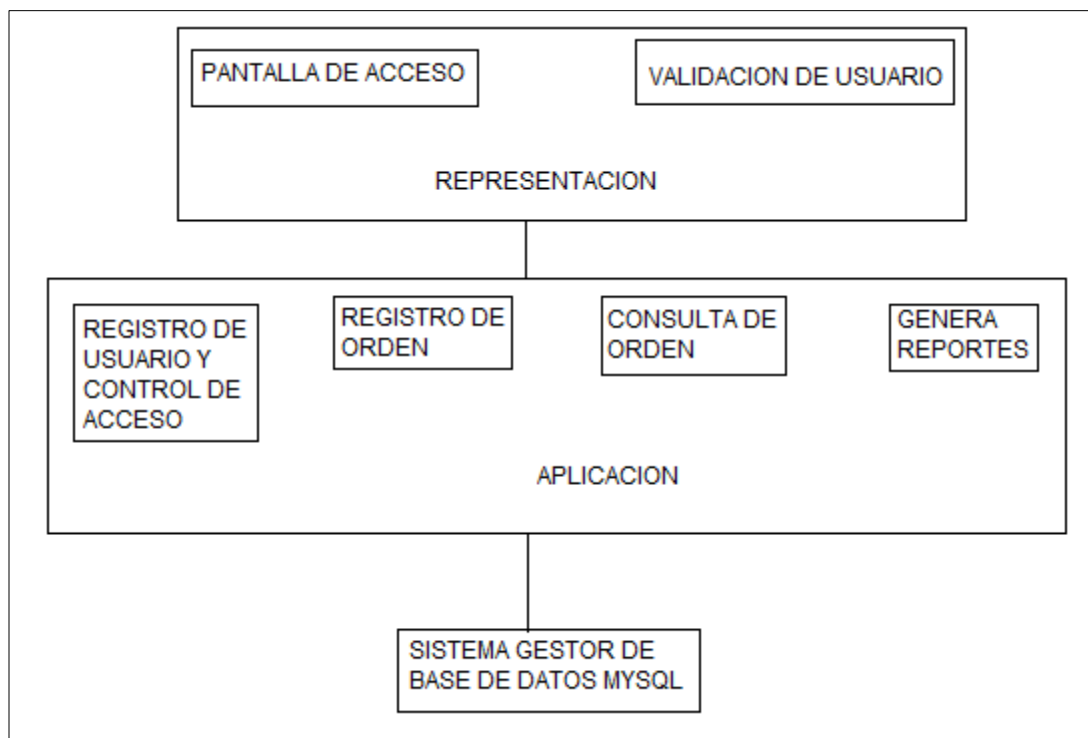 PANTALLA DE ACCESO
VALIDACION DE USUARIO
REPRESENTACION
REGISTRO DE
USUARIO Y
CONTROL DE
ACCESO
REGISTRO DE
ORDEN
CONSULTA DE
ORDEN
GENERA
REPORTES
APLICACION
SISTEMA GESTOR DE
BASE DE DATOS MYSQL